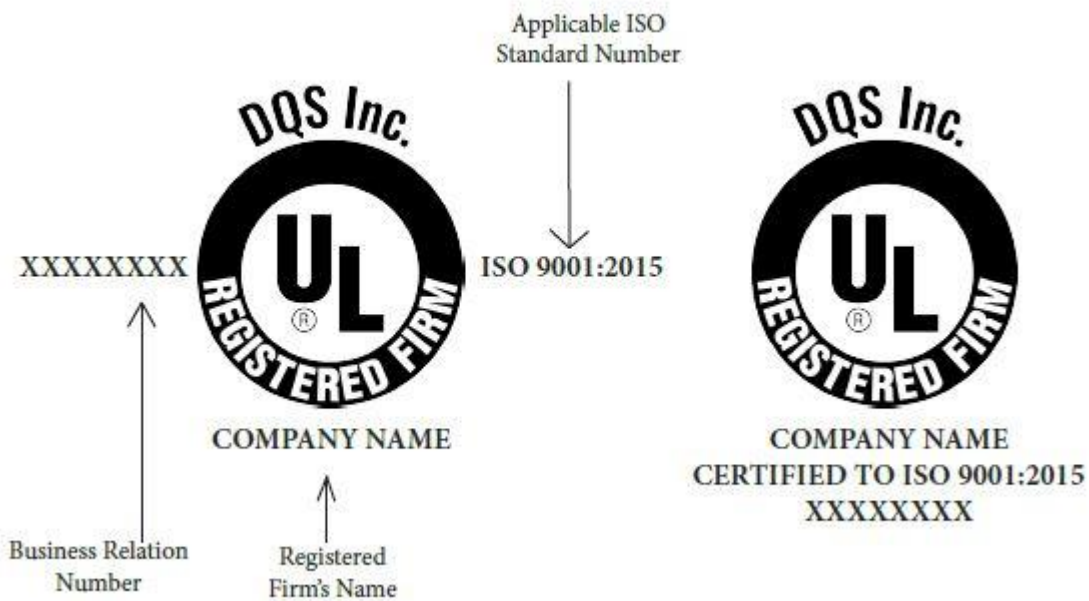 Applicable ISO
Standard Number
DQS Inc.
UL
®
REGISTERED FIRM
XXXXXXXX
ISO 9001:2015
COMPANY NAME
Business Relation
Number
Registered
Firm's Name
DQS Inc.
UL
®
REGISTERED FIRM
COMPANY NAME
CERTIFIED TO ISO 9001:2015
XXXXXXXX